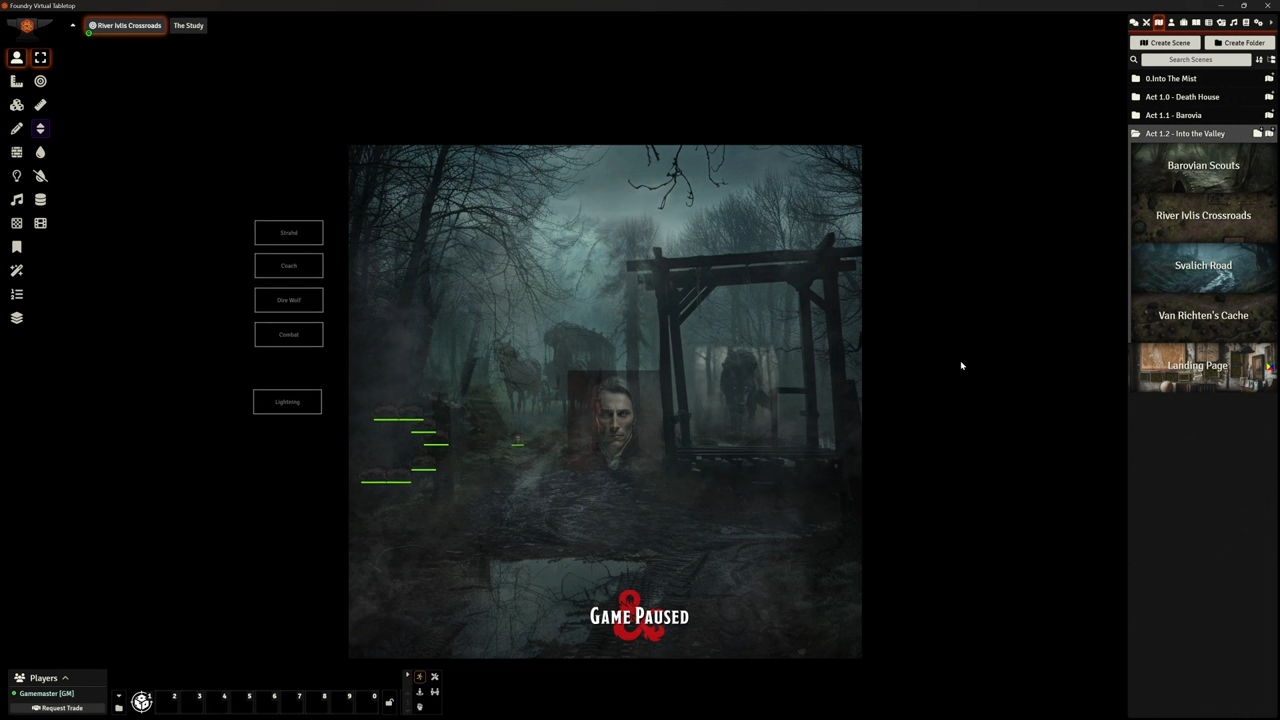 Foundry Virtual Tabletop
River Ivlis Crossroads
The Study
Create Scene
Create Folder
Search Scenes
0.Into The Mist
Act 1.0 - Death House
Act 1.1 - Barovia
Act 1.2 - Into the Valley
Barovian Scouts
River Ivlis Crossroads
Svalich Road
Van Richten's Cache
Landing Page
Strahd
Coach
Dire Wolf
Combat
Lightning
GAME PAUSED
&
Players
Gamemaster [GM]
Request Trade
1 2 3 4 5 6 7 8 9 0